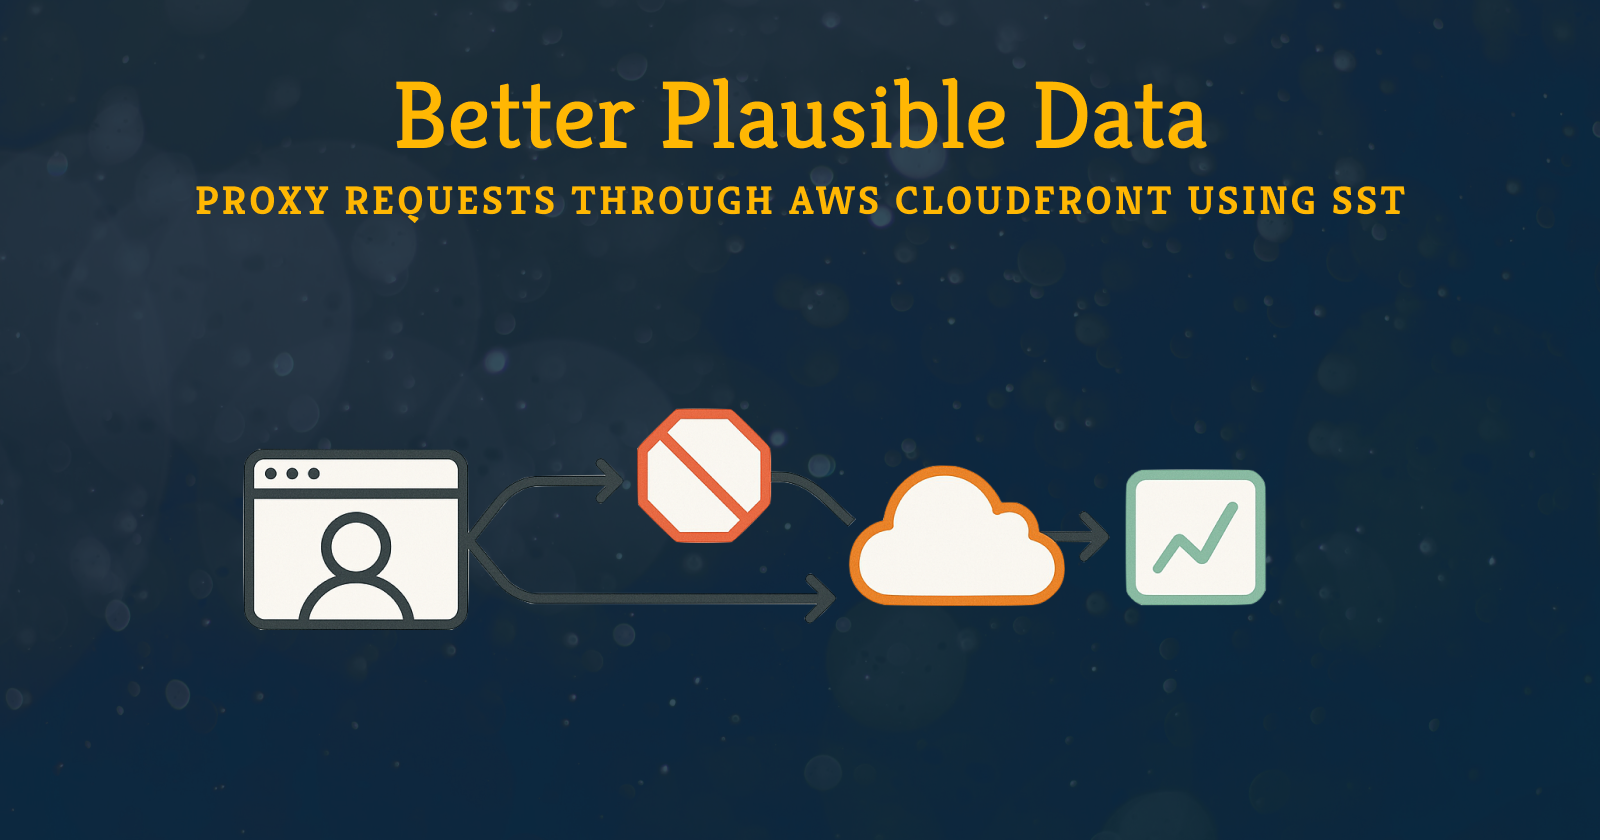 Better Plausible Data
PROXY REQUESTS THROUGH AWS CLOUDFRONT USING SST